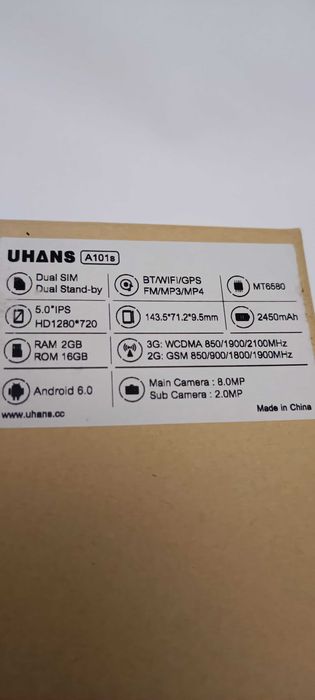 UHANS A101s
Dual SIM
Dual Stand-by
BT/WIFI/GPS
FM/MP3/MP4
MT6580
5.0"IPS
HD1280*720
143.5*71.2*9.5mm
2450mAh
RAM 2GB
ROM 16GB
3G: WCDMA 850/1900/2100MHz
2G: GSM 850/900/1800/1900MHz
Android 6.0
Main Camera : 8.0MP
Sub Camera : 2.0MP
www.uhans.cc
Made in China